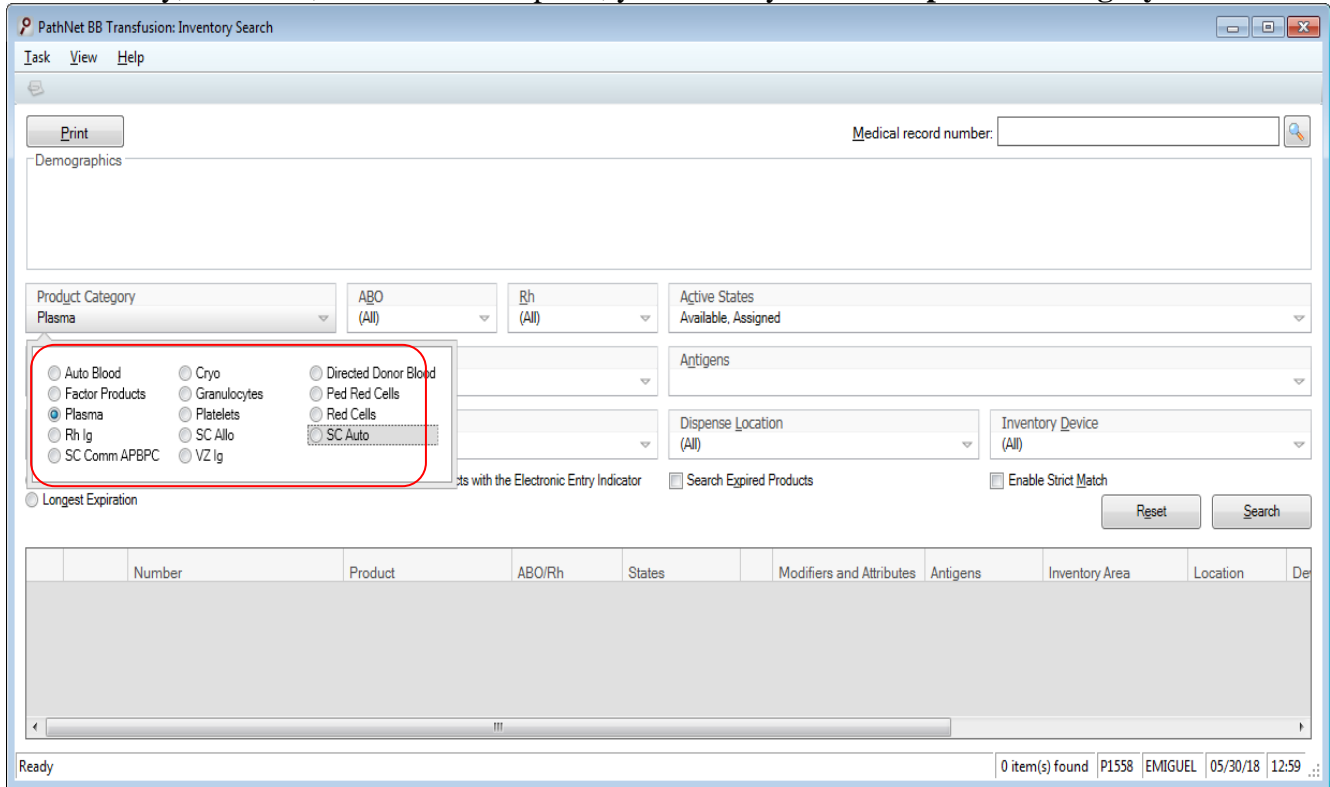 PathNet BB Transfusion: Inventory Search
Task View Help
Print
Medical record number:
Demographics
Product Category
Plasma
ABO
(All)
Rh
(All)
Active States
Available, Assigned
Auto Blood Cryo Directed Donor Blood
Factor Products Granulocytes Ped Red Cells
Plasma Platelets Red Cells
Rh Ig SC Allo SC Auto
SC Comm APBPC VZ Ig
Antigens
Dispense Location
(All)
Inventory Device
(All)
with the Electronic Entry Indicator
Search Expired Products
Enable Strict Match
Longest Expiration
Reset Search
Number Product ABO/Rh States Modifiers and Attributes Antigens Inventory Area Location
Ready 0 item(s) found P1558 EMIGUEL 05/30/18 12:59